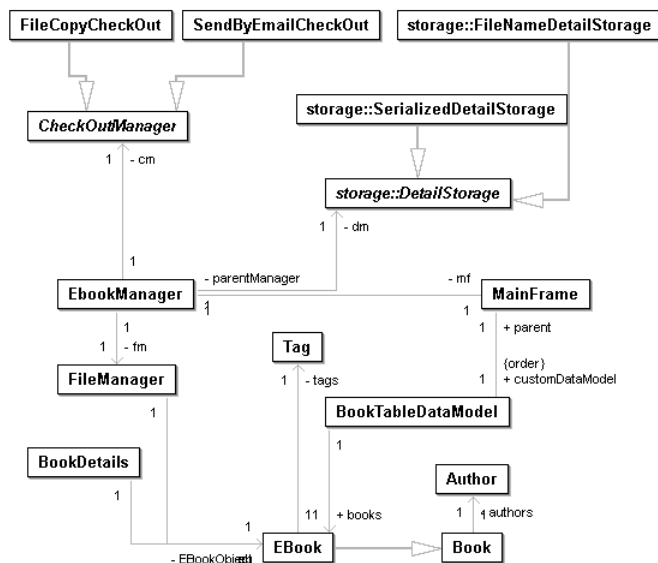 FileCopyCheckOut
SendByEmailCheckOut
storage::FileNameDetailStorage
storage::SerializedDetailStorage
CheckOutManager
1 - cm
storage::DetailStorage
1 - dm
1
- parentManager
- mf
EbookManager
MainFrame
1
1
1
1
1 + parent
1 - fm
Tag
{order}
FileManager
1 - tags
1 + customDataModel
1
BookTableDataModel
1
BookDetails
Author
1
1 authors
11 + books
1
EBook
Book
- EBookObject